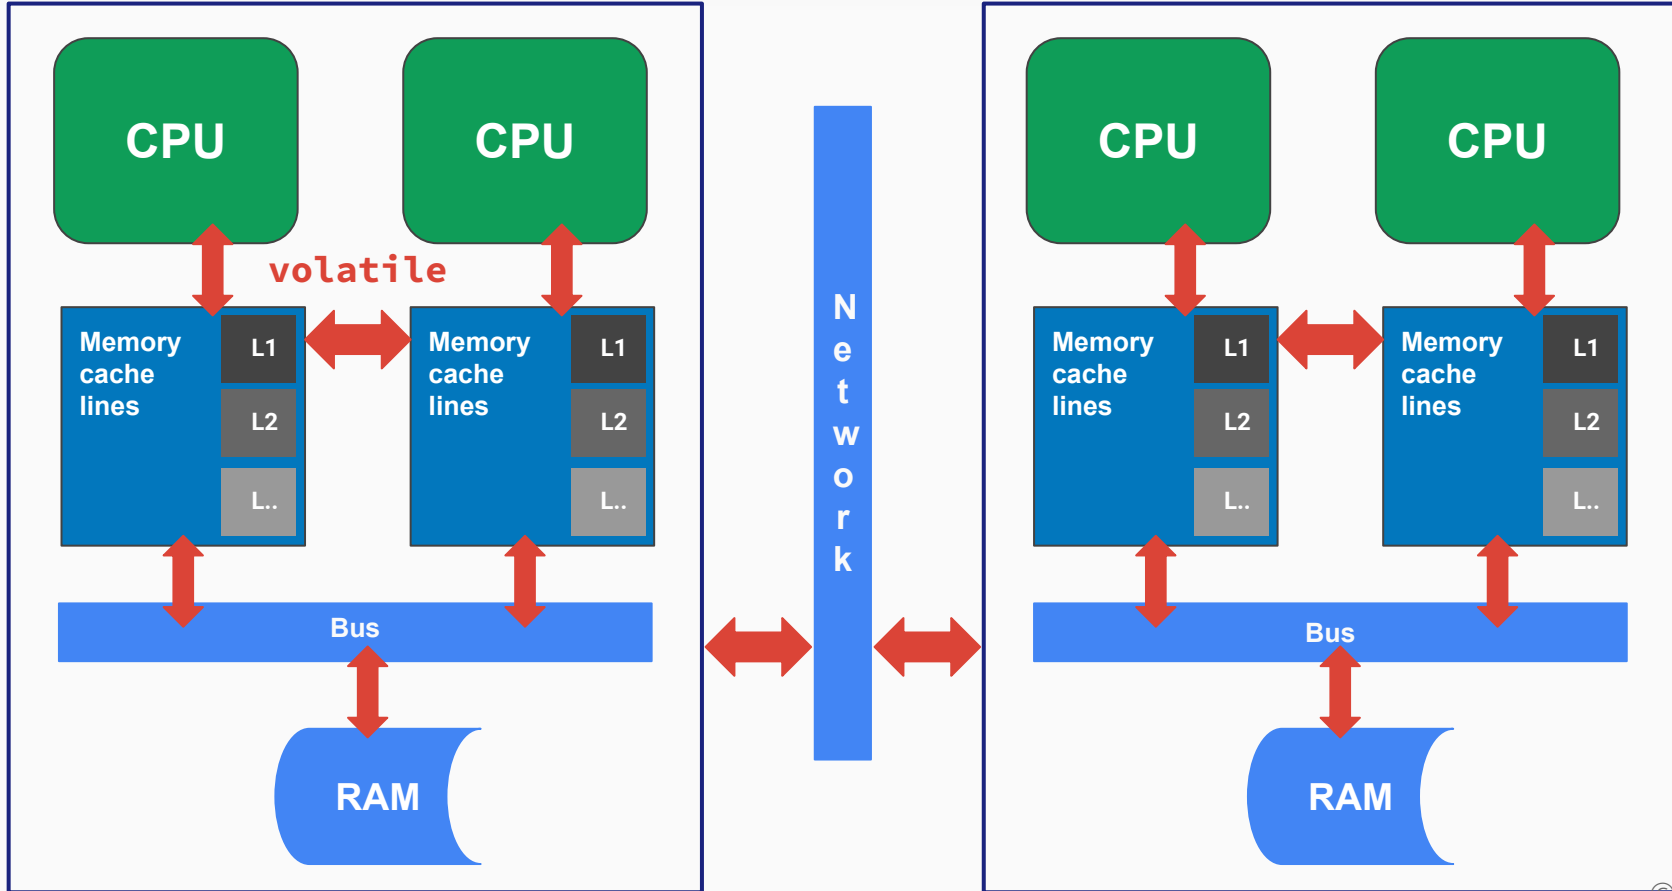 CPU
CPU
volatile
Memory
cache
lines
L1
L2
L..
Memory
cache
lines
L1
L2
L..
Bus
RAM
Network
CPU
CPU
Memory
cache
lines
L1
L2
L..
Memory
cache
lines
L1
L2
L..
Bus
RAM